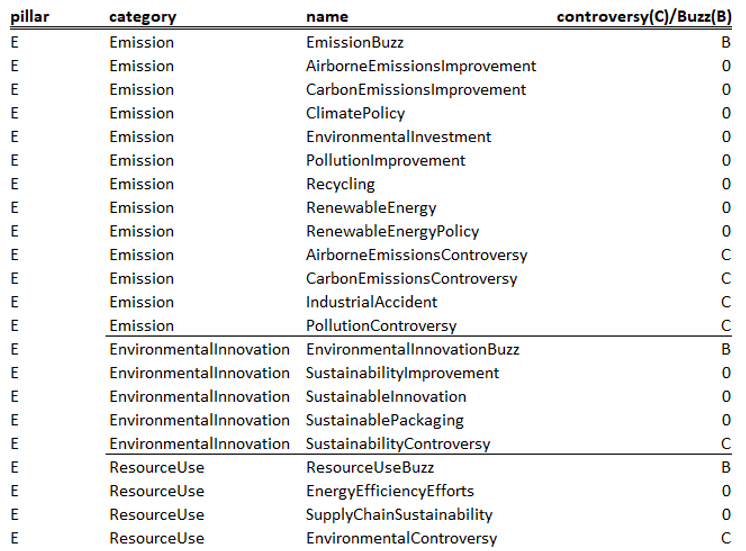 pillar category name controversy(C)/Buzz(B)
E Emission EmissionBuzz B
E Emission AirborneEmissionsImprovement 0
E Emission CarbonEmissionsImprovement 0
E Emission ClimatePolicy 0
E Emission EnvironmentalInvestment 0
E Emission PollutionImprovement 0
E Emission Recycling 0
E Emission RenewableEnergy 0
E Emission RenewableEnergyPolicy 0
E Emission AirborneEmissionsControversy C
E Emission CarbonEmissionsControversy C
E Emission IndustrialAccident C
E Emission PollutionControversy C
E EnvironmentalInnovation EnvironmentalInnovationBuzz B
E EnvironmentalInnovation SustainabilityImprovement 0
E EnvironmentalInnovation SustainableInnovation 0
E EnvironmentalInnovation SustainablePackaging 0
E EnvironmentalInnovation SustainabilityControversy C
E ResourceUse ResourceUseBuzz B
E ResourceUse EnergyEfficiencyEfforts 0
E ResourceUse SupplyChainSustainability 0
E ResourceUse EnvironmentalControversy C